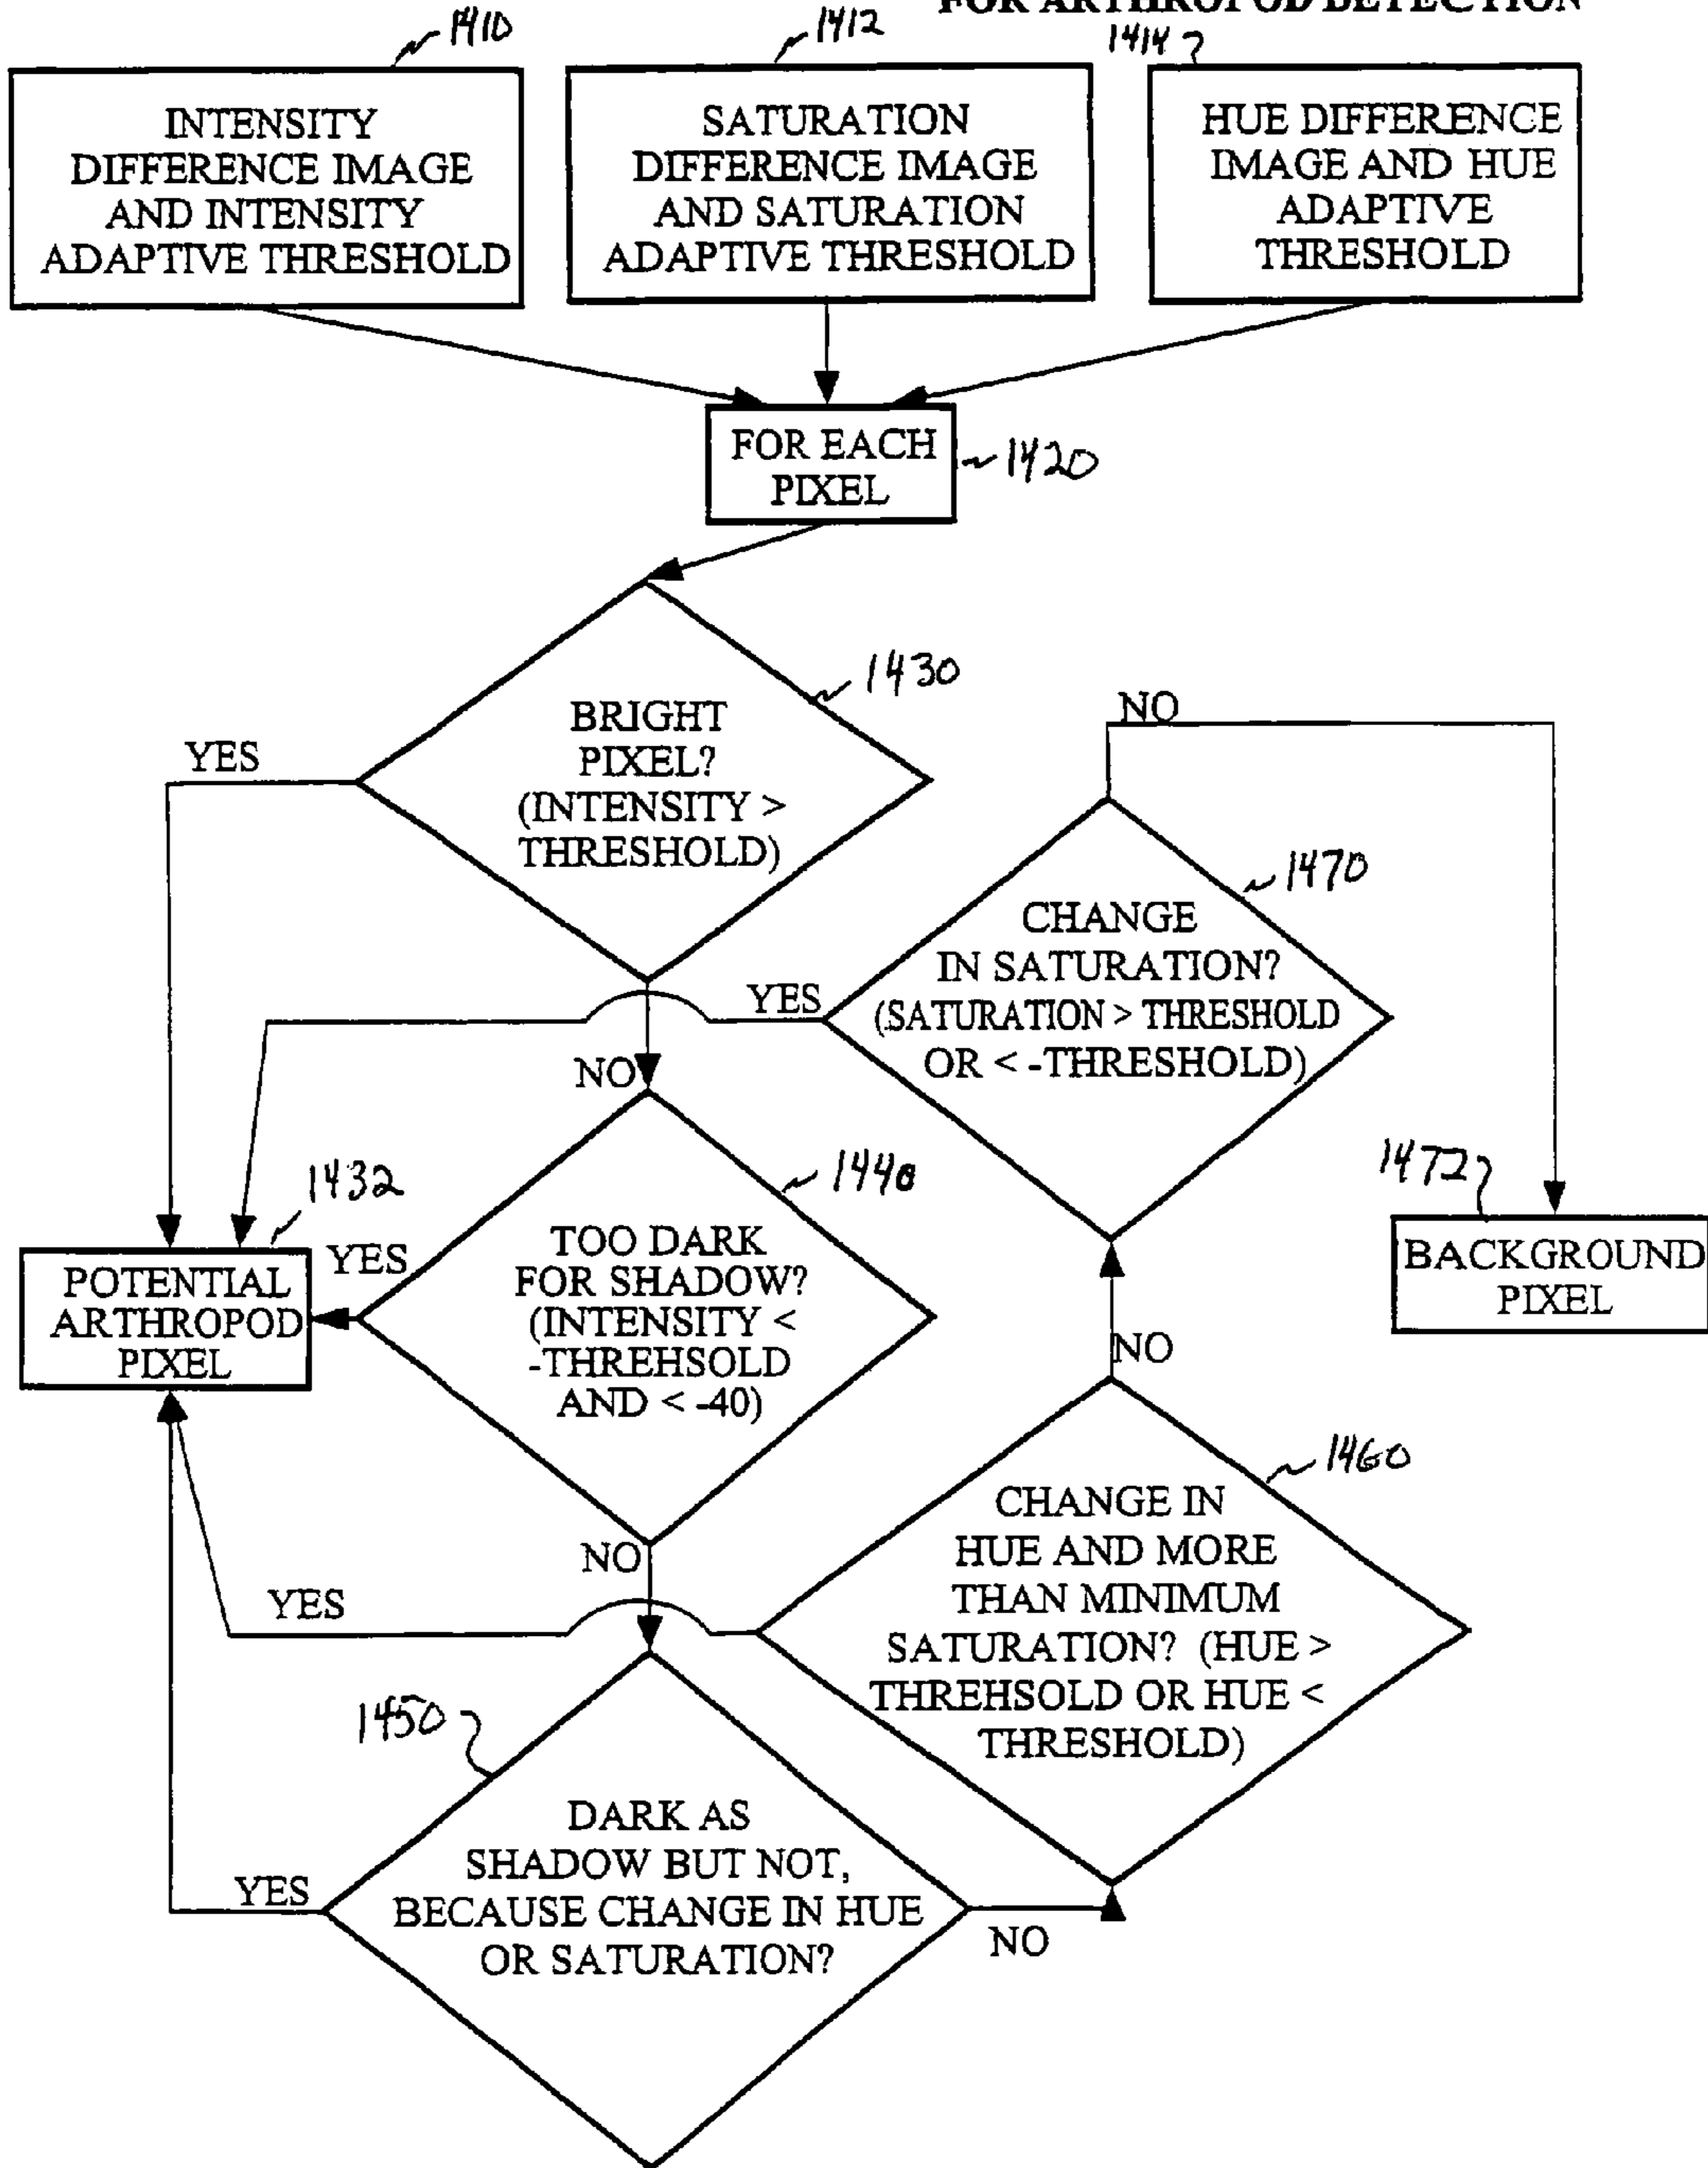 FOR ARTHROPOD DETECTION
1410
1412
1414
INTENSITY
DIFFERENCE IMAGE
AND INTENSITY
ADAPTIVE THRESHOLD
SATURATION
DIFFERENCE IMAGE
AND SATURATION
ADAPTIVE THRESHOLD
HUE DIFFERENCE
IMAGE AND HUE
ADAPTIVE
THRESHOLD
FOR EACH
PIXEL
1420
1430
BRIGHT
PIXEL?
(INTENSITY >
THRESHOLD)
YES
NO
NO
1470
CHANGE
IN SATURATION?
(SATURATION > THRESHOLD
OR < -THRESHOLD)
YES
1432
POTENTIAL
ARTHROPOD
PIXEL
YES
1440
TOO DARK
FOR SHADOW?
(INTENSITY <
-THREHSOLD
AND < -40)
1472
BACKGROUND
PIXEL
NO
NO
1460
CHANGE IN
HUE AND MORE
THAN MINIMUM
SATURATION? (HUE >
THREHSOLD OR HUE <
THRESHOLD)
YES
1450
DARK AS
SHADOW BUT NOT,
BECAUSE CHANGE IN HUE
OR SATURATION?
YES
NO